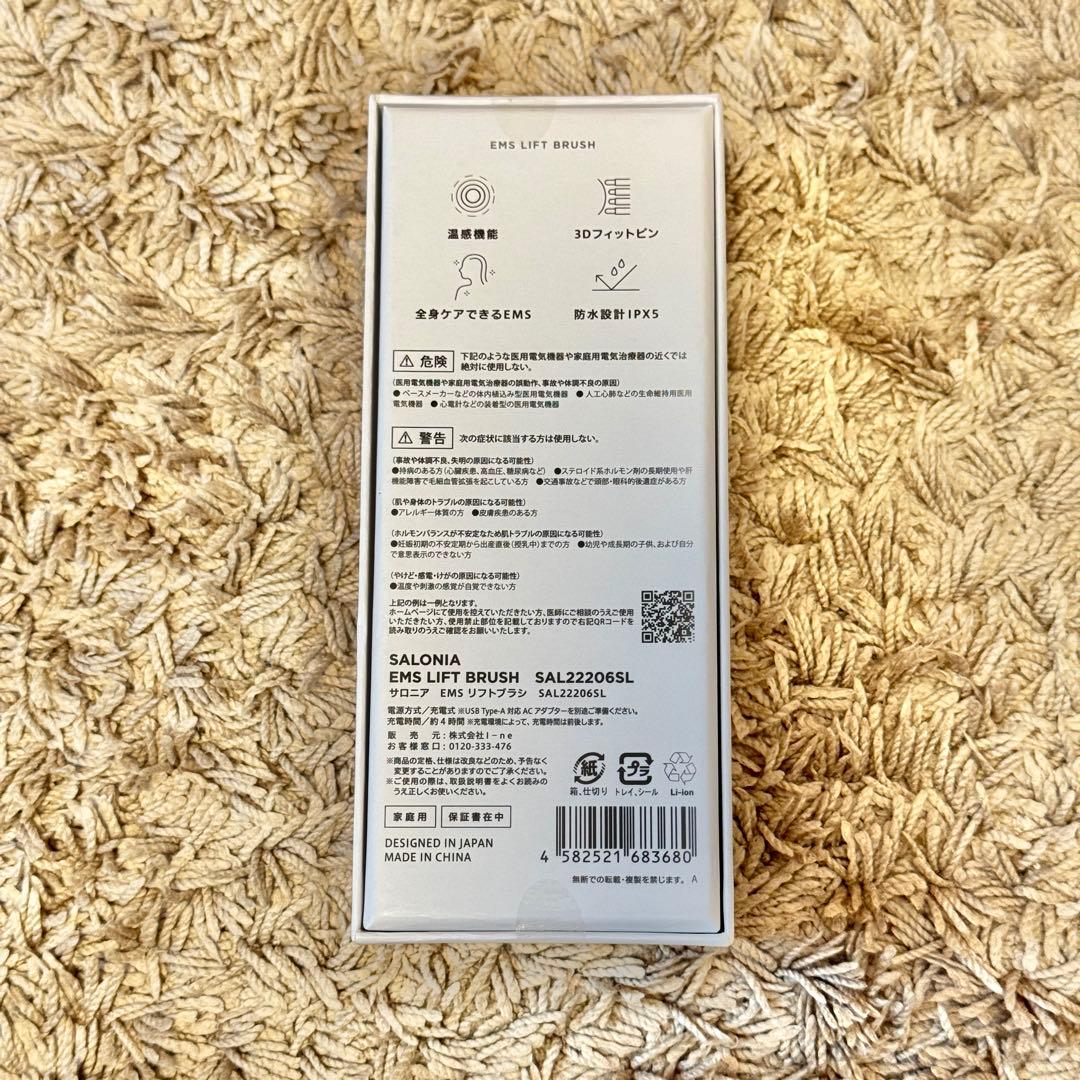 EMS LIFT BRUSH
温感機能
3Dフィットピン
全身ケアできるEMS
防水設計IPX5
危険 下記のような医用電気機器や家庭用電気治療器の近くでは
絶対に使用しない。
(医用電気機器や家庭用電気治療器の誤動作、事故や体調不良の原因)
●ペースメーカーなどの体内植込み型医用電気機器 ●人工心肺などの生命維持用医用
電気機器 ●心電計などの装着型の医用電気機器
警告 次の症状に該当する方は使用しない。
(事故や体調不良、失明の原因になる可能性)
●持病のある方(心臓疾患、高血圧、糖尿病など) ●ステロイド系ホルモン剤の長期使用や肝
機能障害で毛細血管拡張を起こしている方 ●交通事故などで頭部・眼科的後遺症がある方
(肌や身体のトラブルの原因になる可能性)
●アレルギー体質の方 ●皮膚疾患のある方
(ホルモンバランスが不安定なため肌トラブルの原因になる可能性)
●妊娠初期の不安定期から出産直後(授乳中)までの方 ●幼児や成長期の子供、および自分
で意思表示のできない方
(やけど・感電・けがの原因になる可能性)
●温度や刺激の感覚が自覚できない方
上記の例は一例となります。
ホームページにて使用を控えていただきたい方、医師にご相談のうえご使用
いただきたい方、使用禁止部位を記載しておりますので右記QRコードを
読み取りのうえご確認をお願いいたします。
SALONIA
EMS LIFT BRUSH SAL22206SL
サロニア EMS リフトブラシ SAL22206SL
電源方式/充電式 ※USB Type-A 対応 AC アダプターを別途ご準備ください。
充電時間/約4時間 ※充電環境によって、充電時間は前後します。
販売元:株式会社I-ne
お客様窓口:0120-333-476
※商品の定格、仕様は改良などのため、予告なく
変更することがありますのでご了承ください。
※ご使用の際は、取扱説明書をよくお読みの
うえ正しくお使いください。
紙 プラ
箱、仕切り トレイ、シール Li-ion
家庭用 保証書在中
DESIGNED IN JAPAN
MADE IN CHINA
4 582521 683680
無断での転載・複製を禁じます。 A